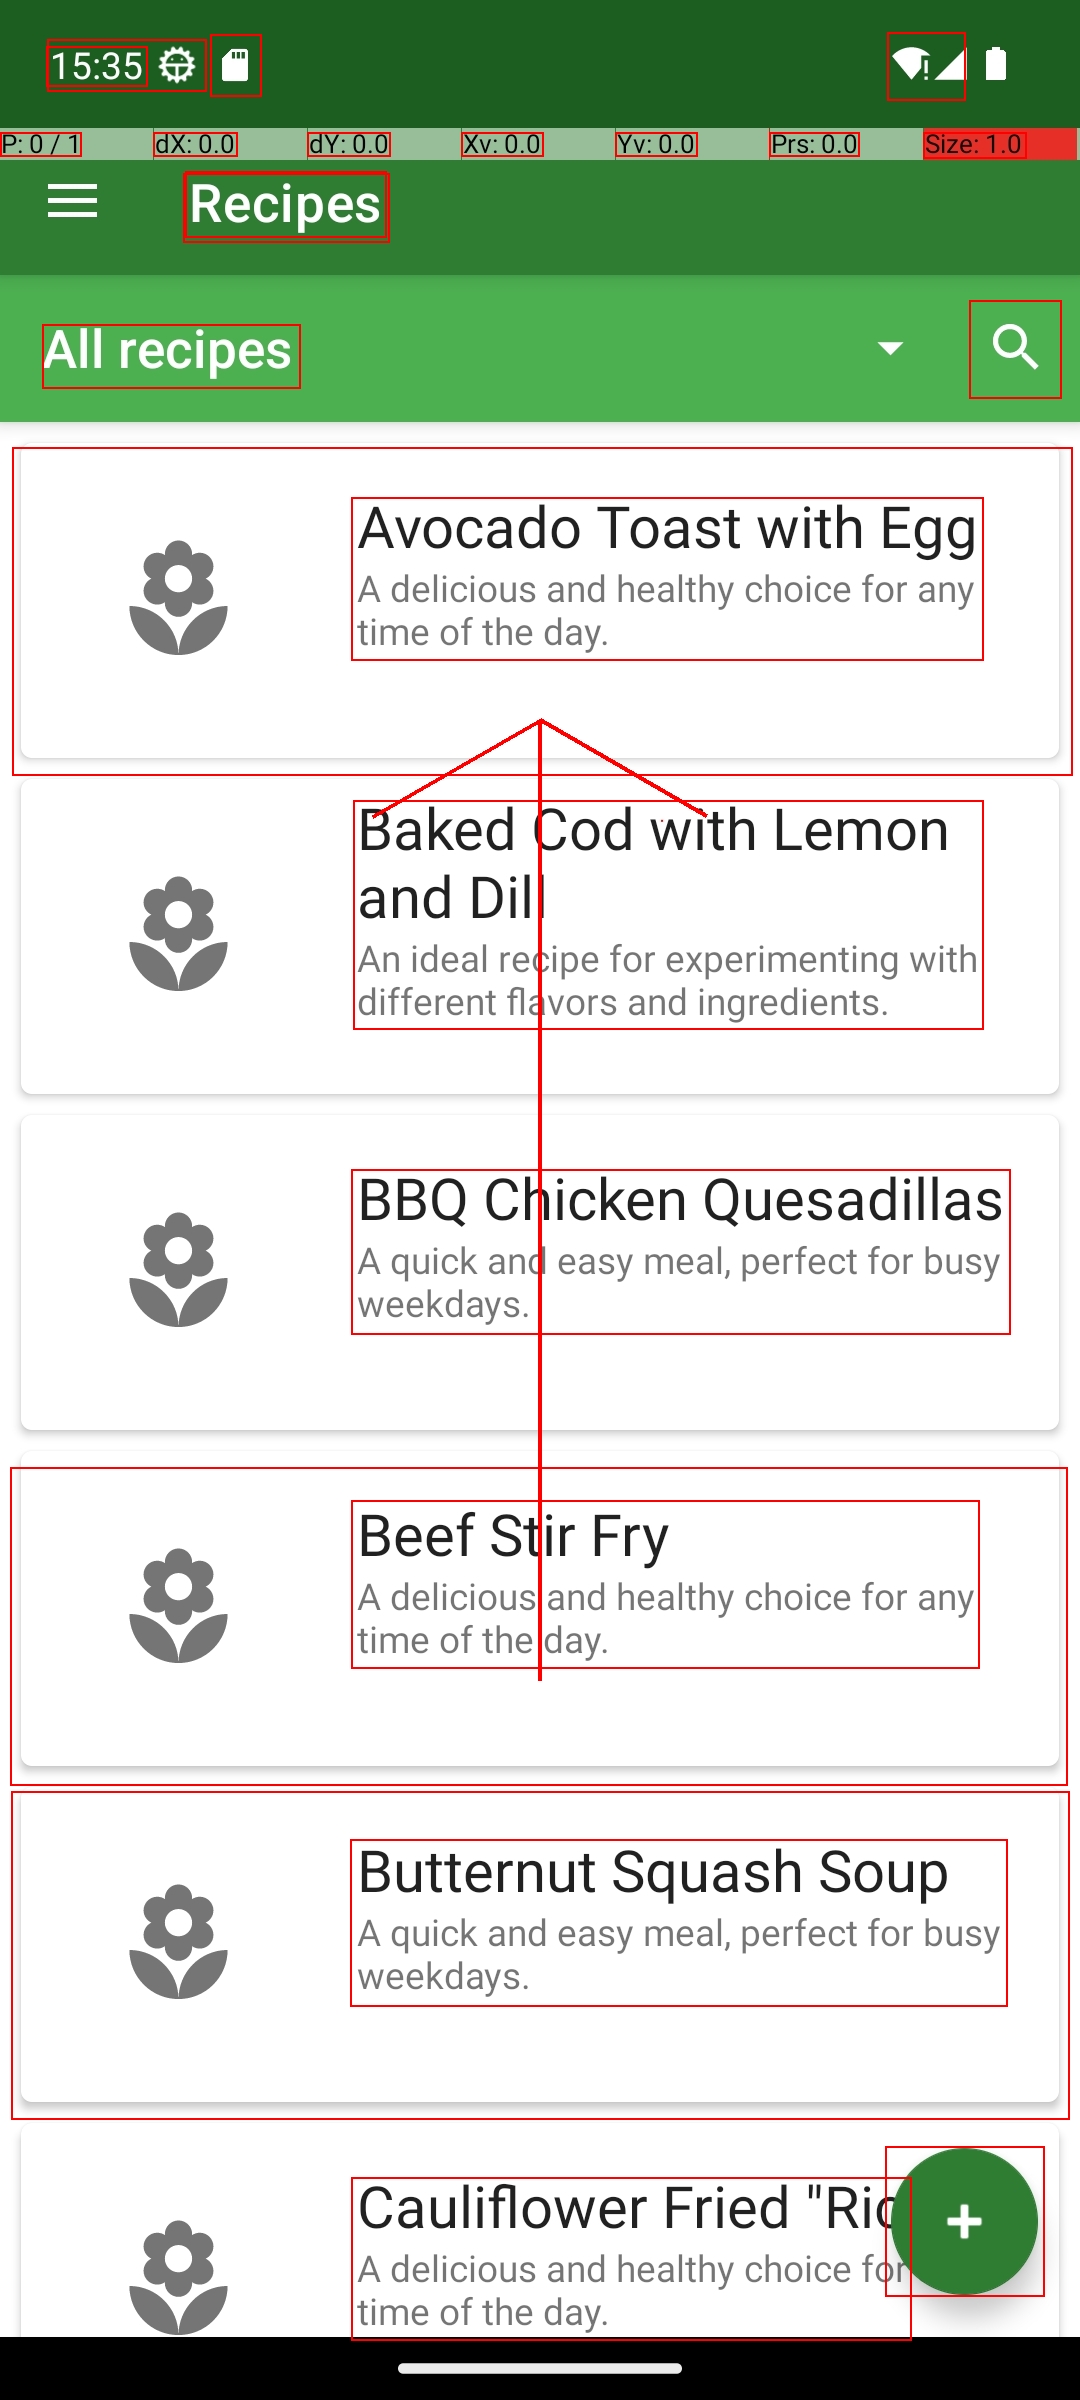 15:35
P: 0 / 1 dX: 0.0 dY: 0.0 Xv: 0.0 Yv: 0.0 Prs: 0.0 Size: 1.0
Recipes
All recipes
Avocado Toast with Egg
A delicious and healthy choice for any
time of the day.
Baked Cod with Lemon
and Dill
An ideal recipe for experimenting with
different flavors and ingredients.
BBQ Chicken Quesadillas
A quick and easy meal, perfect for busy
weekdays.
Beef Stir Fry
A delicious and healthy choice for any
time of the day.
Butternut Squash Soup
A quick and easy meal, perfect for busy
weekdays.
Cauliflower Fried "Ric
A delicious and healthy choice for
time of the day.